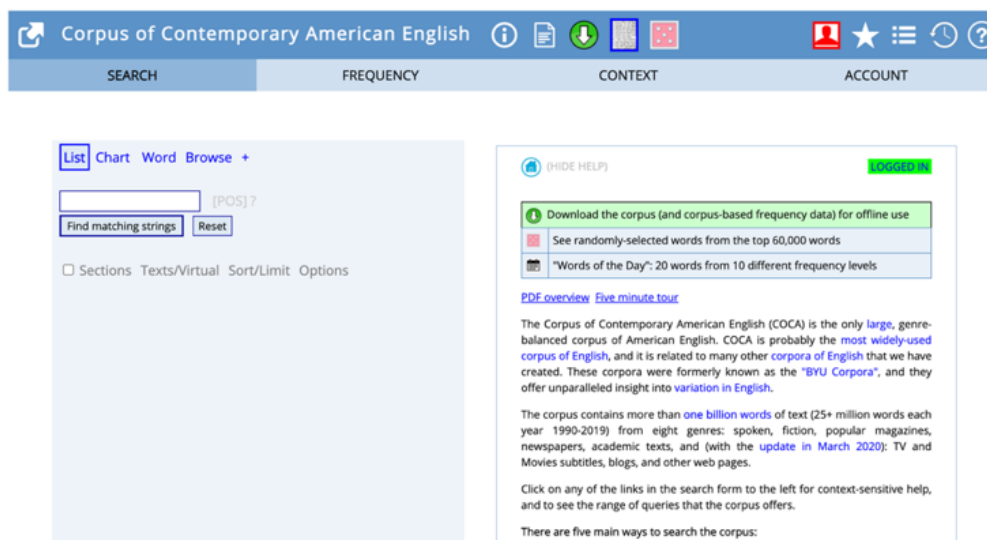 Corpus of Contemporary American English
SEARCH FREQUENCY CONTEXT ACCOUNT
List Chart Word Browse +
[POS] ?
Find matching strings Reset
Sections Texts/Virtual Sort/Limit Options
(HIDE HELP) LOGGED IN
Download the corpus (and corpus-based frequency data) for offline use
See randomly-selected words from the top 60,000 words
"Words of the Day": 20 words from 10 different frequency levels
PDF overview Five minute tour
The Corpus of Contemporary American English (COCA) is the only large, genre-
balanced corpus of American English. COCA is probably the most widely-used
corpus of English, and it is related to many other corpora of English that we have
created. These corpora were formerly known as the "BYU Corpora", and they
offer unparalleled insight into variation in English.
The corpus contains more than one billion words of text (25+ million words each
year 1990-2019) from eight genres: spoken, fiction, popular magazines,
newspapers, academic texts, and (with the update in March 2020): TV and
Movies subtitles, blogs, and other web pages.
Click on any of the links in the search form to the left for context-sensitive help,
and to see the range of queries that the corpus offers.
There are five main ways to search the corpus: